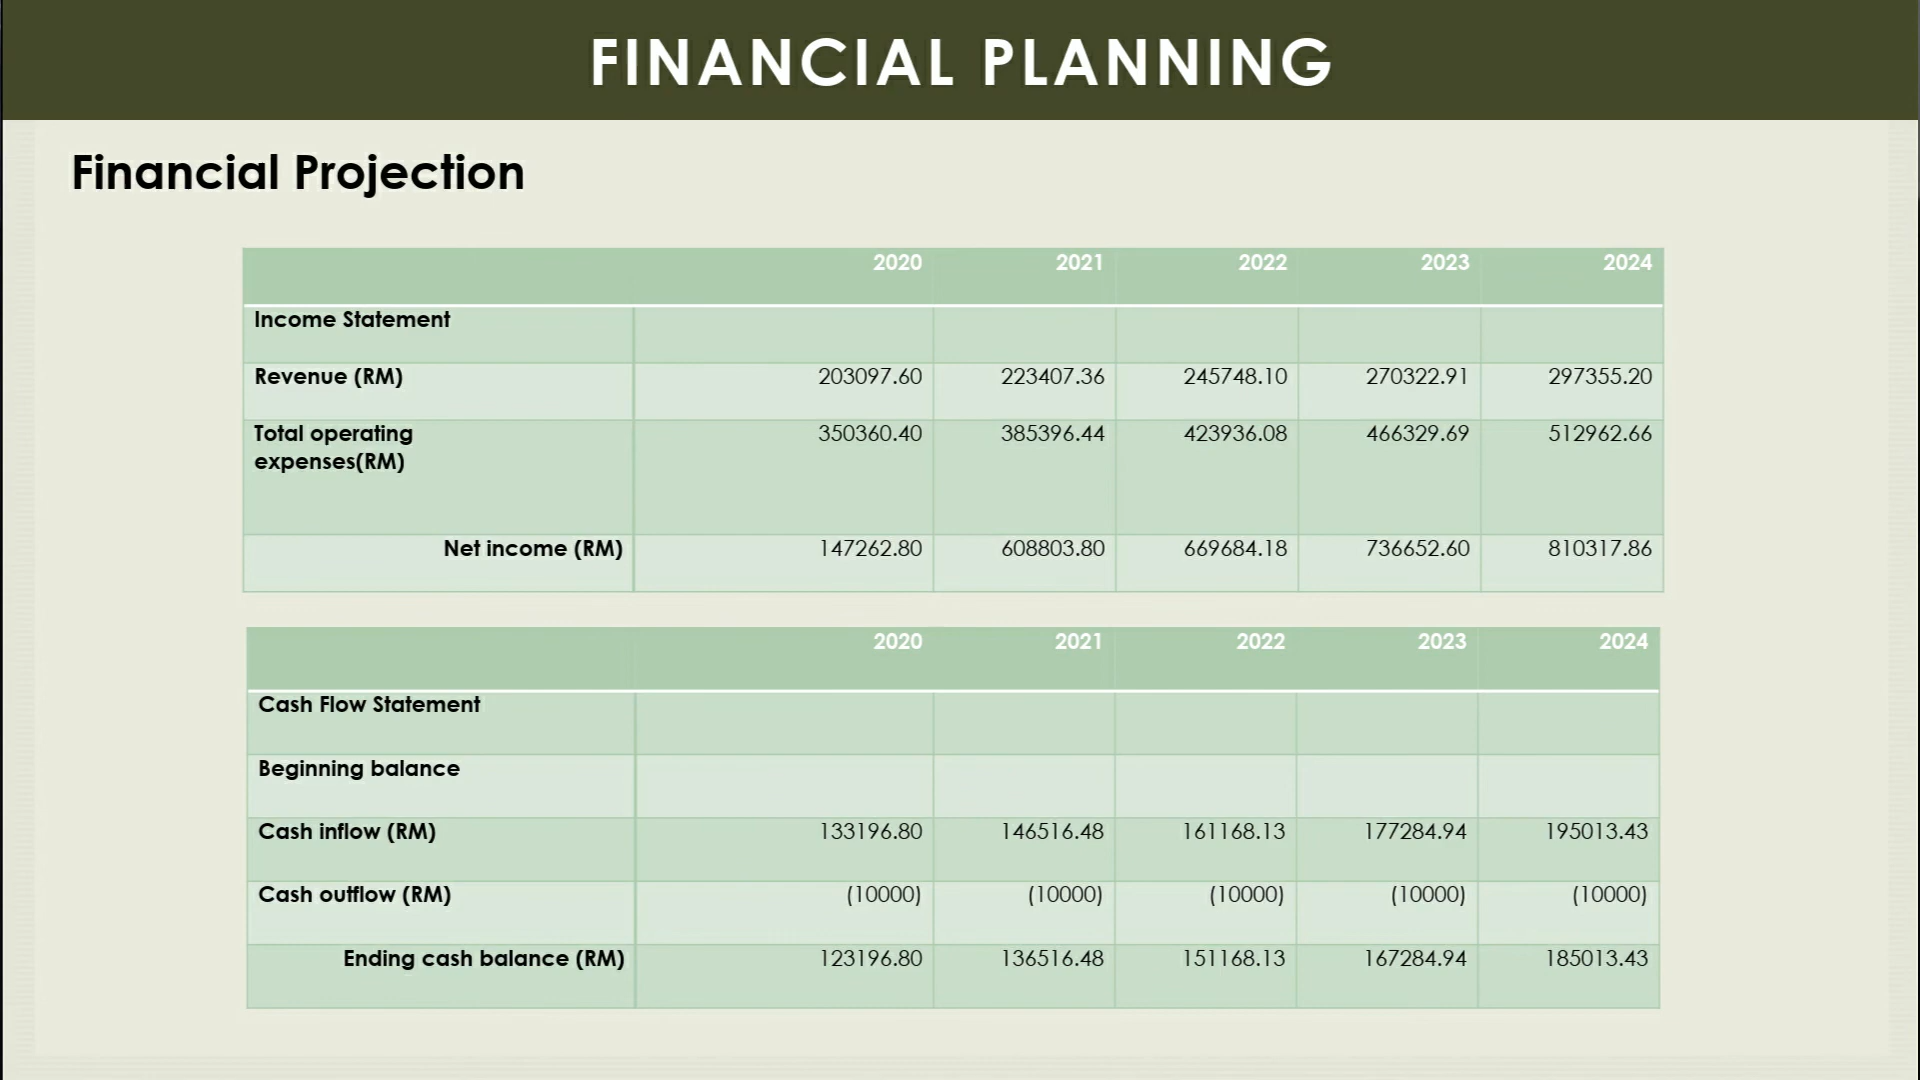 FINANCIAL PLANNING
Financial Projection
2020 2021 2022 2023 2024
Income Statement
Revenue (RM) 203097.60 223407.36 245748.10 270322.91 297355.20
Total operating 350360.40 385396.44 423936.08 466329.69 512962.66
expenses(RM)
Net income (RM) 147262.80 608803.80 669684.18 736652.60 810317.86
2020 2021 2022 2023 2024
Cash Flow Statement
Beginning balance
Cash inflow (RM) 133196.80 146516.48 161168.13 177284.94 195013.43
Cash outflow (RM) (10000) (10000) (10000) (10000) (10000)
Ending cash balance (RM) 123196.80 136516.48 151168.13 167284.94 185013.43